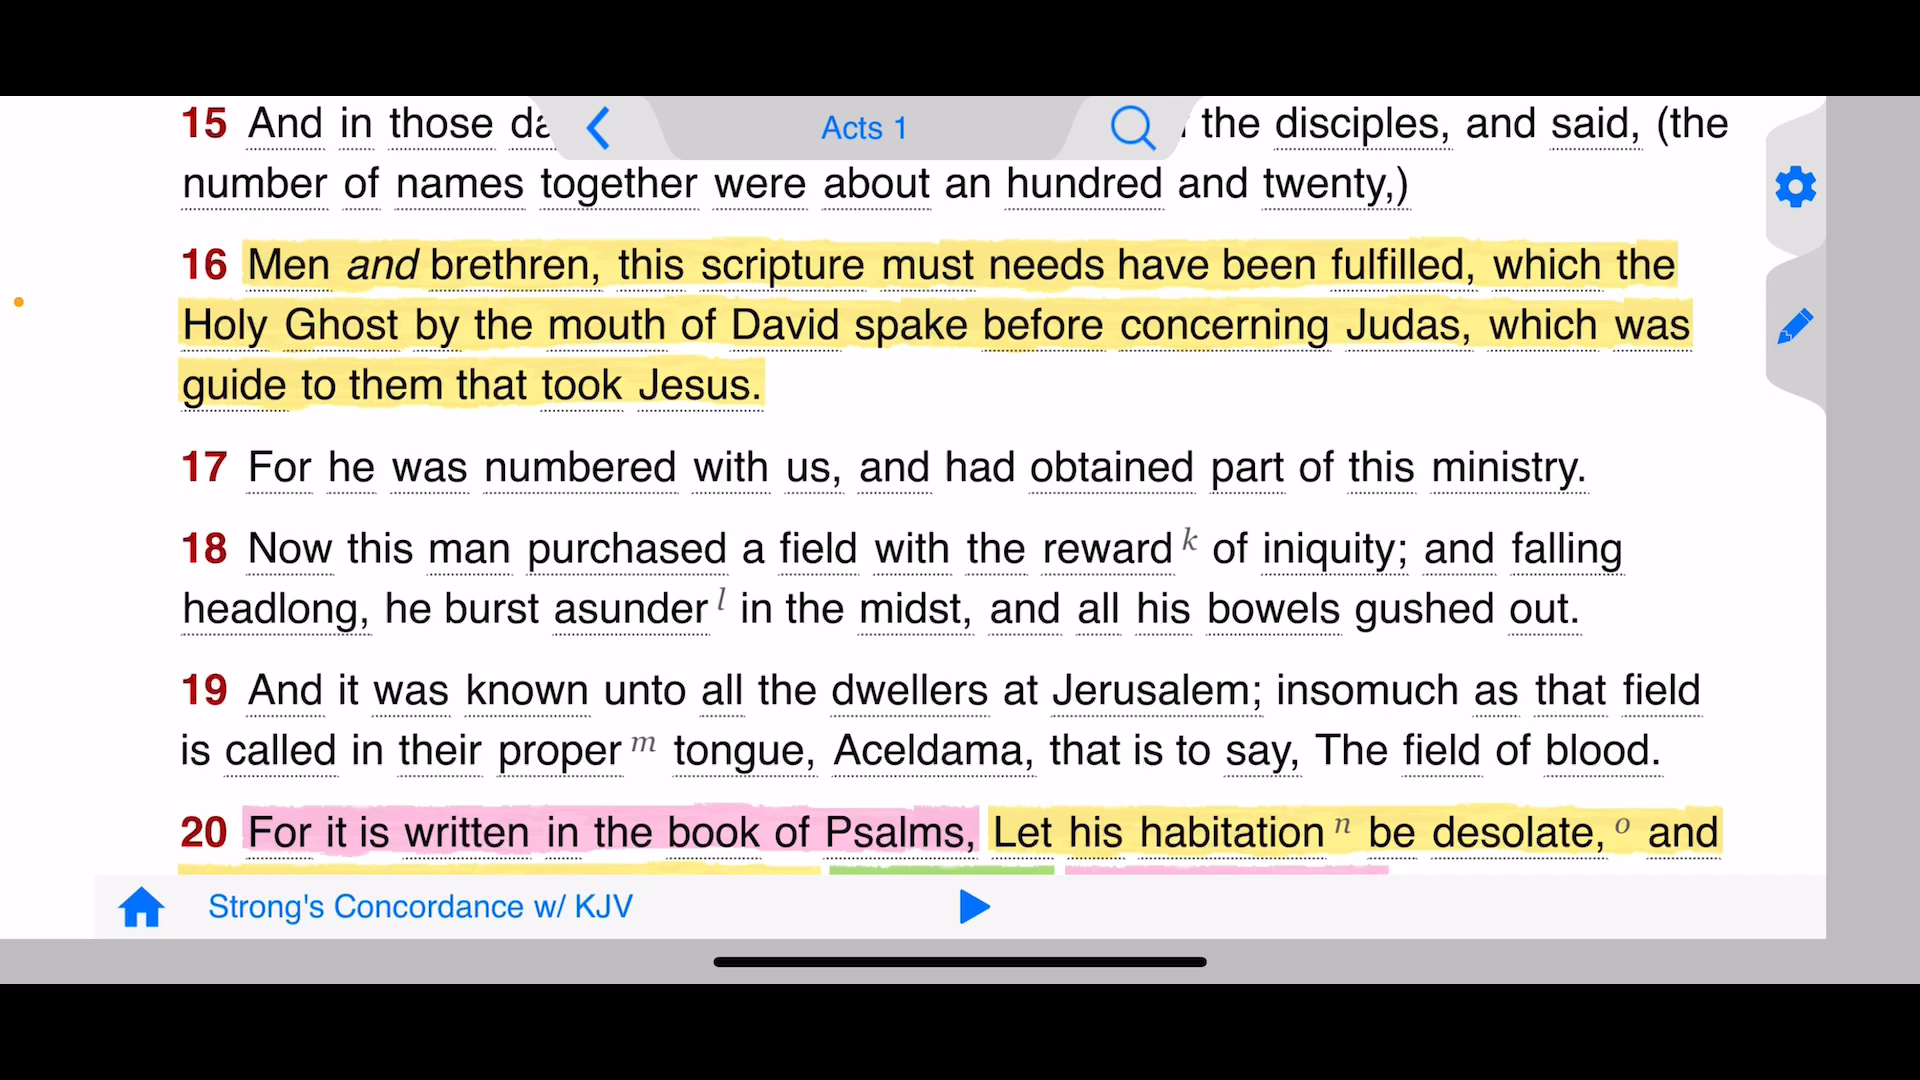 15 And in those
Acts 1
the disciples, and said, (the
number of names together were about an hundred and twenty,)
16 Men and brethren, this scripture must needs have been fulfilled, which the
Holy Ghost by the mouth of David spake before concerning Judas, which was
guide to them that took Jesus.
17 For he was numbered with us, and had obtained part of this ministry.
18 Now this man purchased a field with the reward k of iniquity; and falling
headlong, he burst asunder l in the midst, and all his bowels gushed out.
19 And it was known unto all the dwellers at Jerusalem; insomuch as that field
is called in their proper m tongue, Aceldama, that is to say, The field of blood.
20 For it is written in the book of Psalms, Let his habitation n be desolate, o and
Strong's Concordance w/ KJV